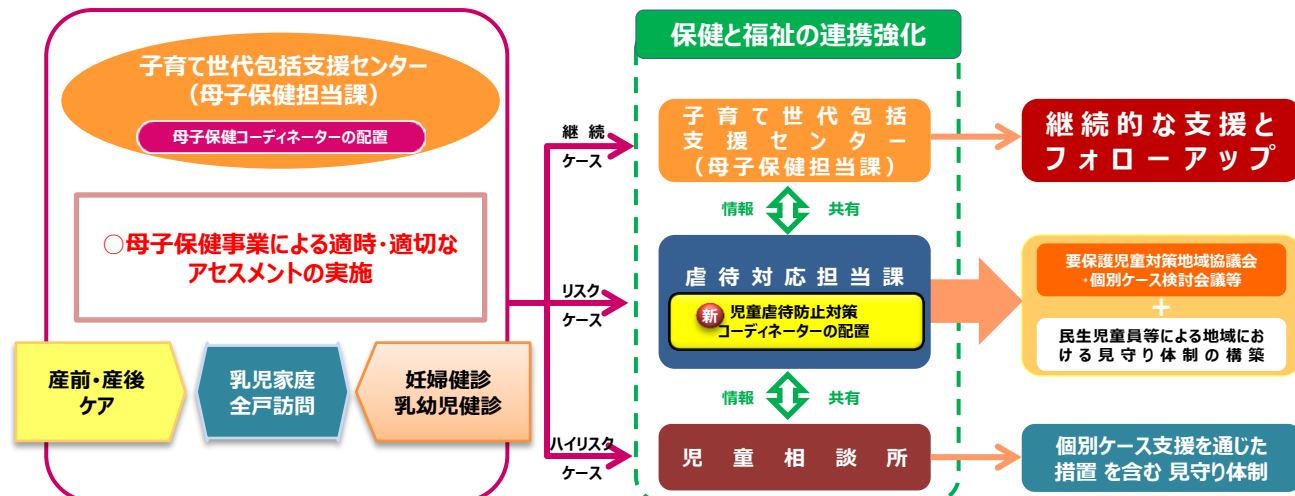 子育て世代包括支援センター
(母子保健担当課)
母子保健コーディネーターの配置
○母子保健事業による適時・適切な
アセスメントの実施
産前・産後
ケア
乳児家庭
全戸訪問
妊婦健診
乳幼児健診
継続
ケース
リスク
ケース
ハイリスク
ケース
保健と福祉の連携強化
子育て世代包括
支援センター
(母子保健担当課)
情報 共有
虐待対応担当課
新 児童虐待防止対策
コーディネーターの配置
情報 共有
児童相談所
継続的な支援と
フォローアップ
要保護児童対策地域協議会
・個別ケース検討会議等
+
民生児童員等による地域にお
ける見守り体制の構築
個別ケース支援を通じた
措置 を含む 見守り体制